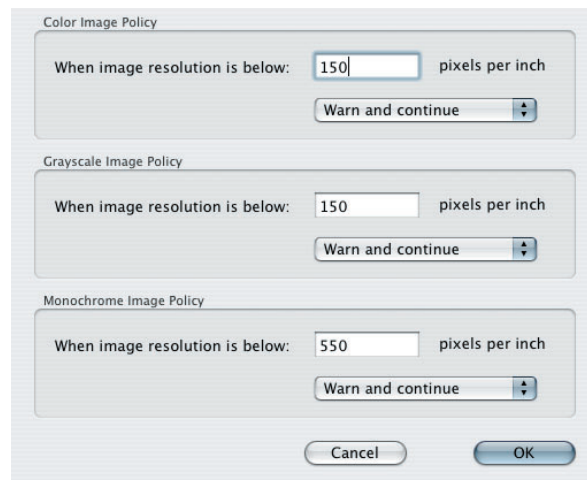 Color Image Policy
When image resolution is below: 150 pixels per inch
Warn and continue
Grayscale Image Policy
When image resolution is below: 150 pixels per inch
Warn and continue
Monochrome Image Policy
When image resolution is below: 550 pixels per inch
Warn and continue
Cancel OK